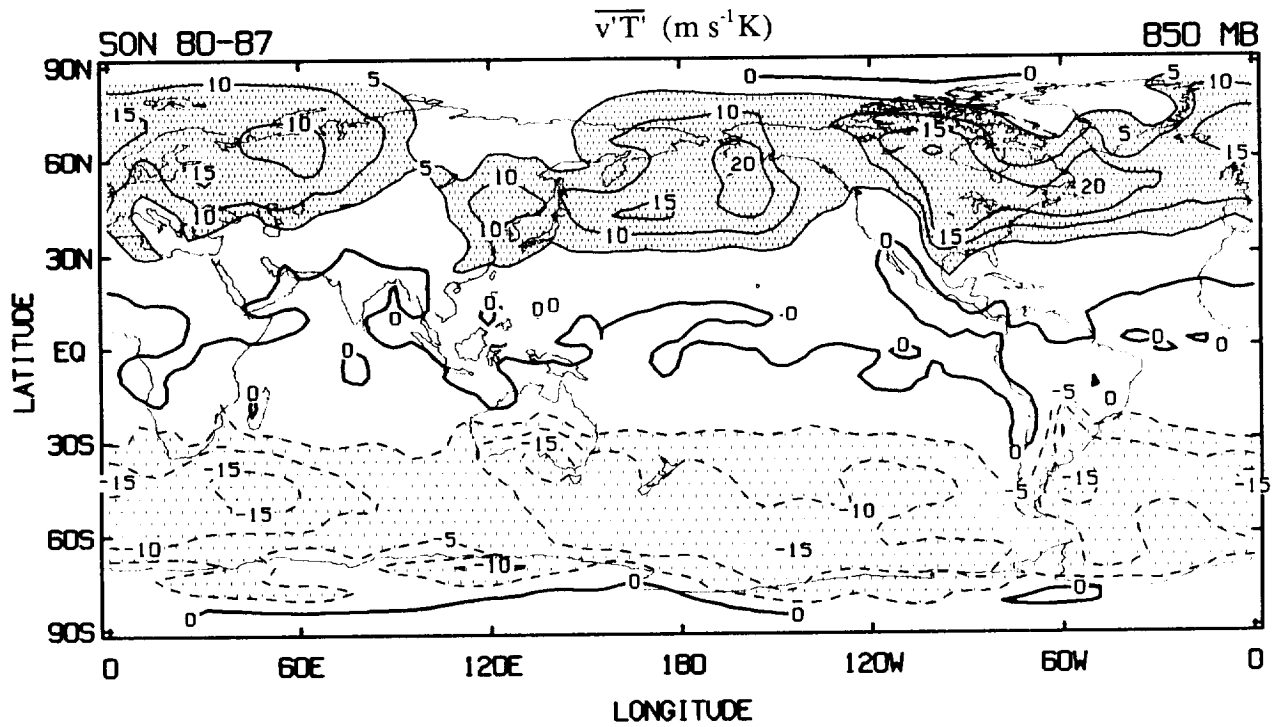 v'T' (m s⁻¹K)
SON 80-87 850 MB
90N 0 0 5 10
15 10 5 10 15 5
60N 10 5 10 20 15
15 10 15 10 15 20 15
30N 10 10 0
0 0 0 0 0
EQ 0 0 0 0 0
LATITUDE
0 -5 0
30S -15 -15 0
-15 -15 -10 -5 -15 -15
60S -10 -5 -15
-10 0 0
90S 0 0
0 60E 120E 180 120W 60W 0
LONGITUDE